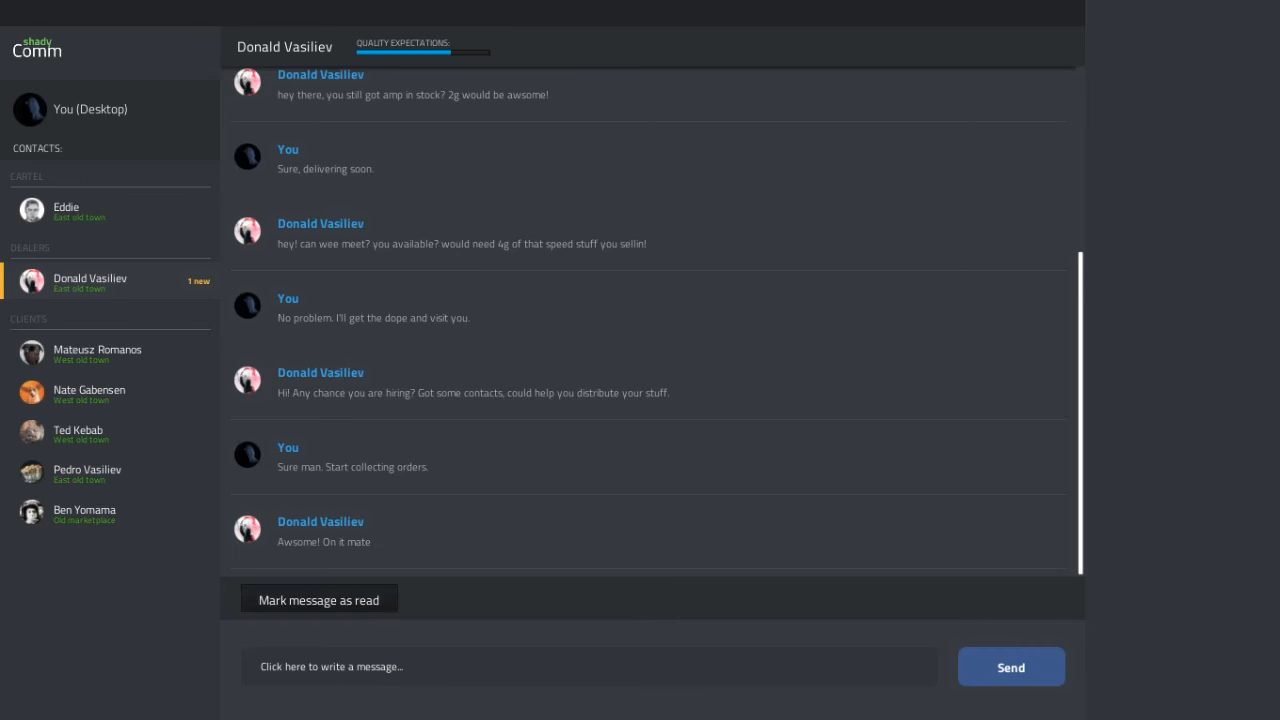 shady
Comm
You (Desktop)
CONTACTS:
CARTEL
Eddie
East old town
DEALERS
Donald Vasiliev
East old town
1 new
CLIENTS
Mateusz Romanos
West old town
Nate Gabensen
West old town
Ted Kebab
West old town
Pedro Vasiliev
East old town
Ben Yomama
Old marketplace
Donald Vasiliev
QUALITY EXPECTATIONS:
Donald Vasiliev
hey there, you still got amp in stock? 2g would be awsome!
You
Sure, delivering soon.
Donald Vasiliev
hey! can wee meet? you available? would need 4g of that speed stuff you sellin!
You
No problem. I'll get the dope and visit you.
Donald Vasiliev
Hi! Any chance you are hiring? Got some contacts, could help you distribute your stuff.
You
Sure man. Start collecting orders.
Donald Vasiliev
Awsome! On it mate
Mark message as read
Click here to write a message...
Send